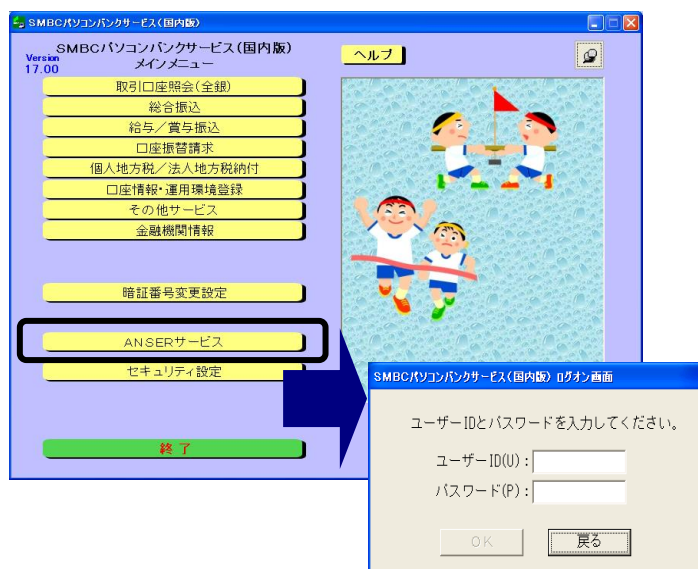 SMBCパソコンバンクサービス(国内版)
SMBCパソコンバンクサービス(国内版)
Version 17.00
メインメニュー
ヘルプ
取引口座照会(全銀)
総合振込
給与／賞与振込
口座振替請求
個人地方税／法人地方税納付
口座情報・運用環境登録
その他サービス
金融機関情報
暗証番号変更設定
ANSERサービス
セキュリティ設定
終了
SMBCパソコンバンクサービス(国内版) ログオン画面
ユーザーIDとパスワードを入力してください。
ユーザーID(U)：
パスワード(P)：
OK
戻る